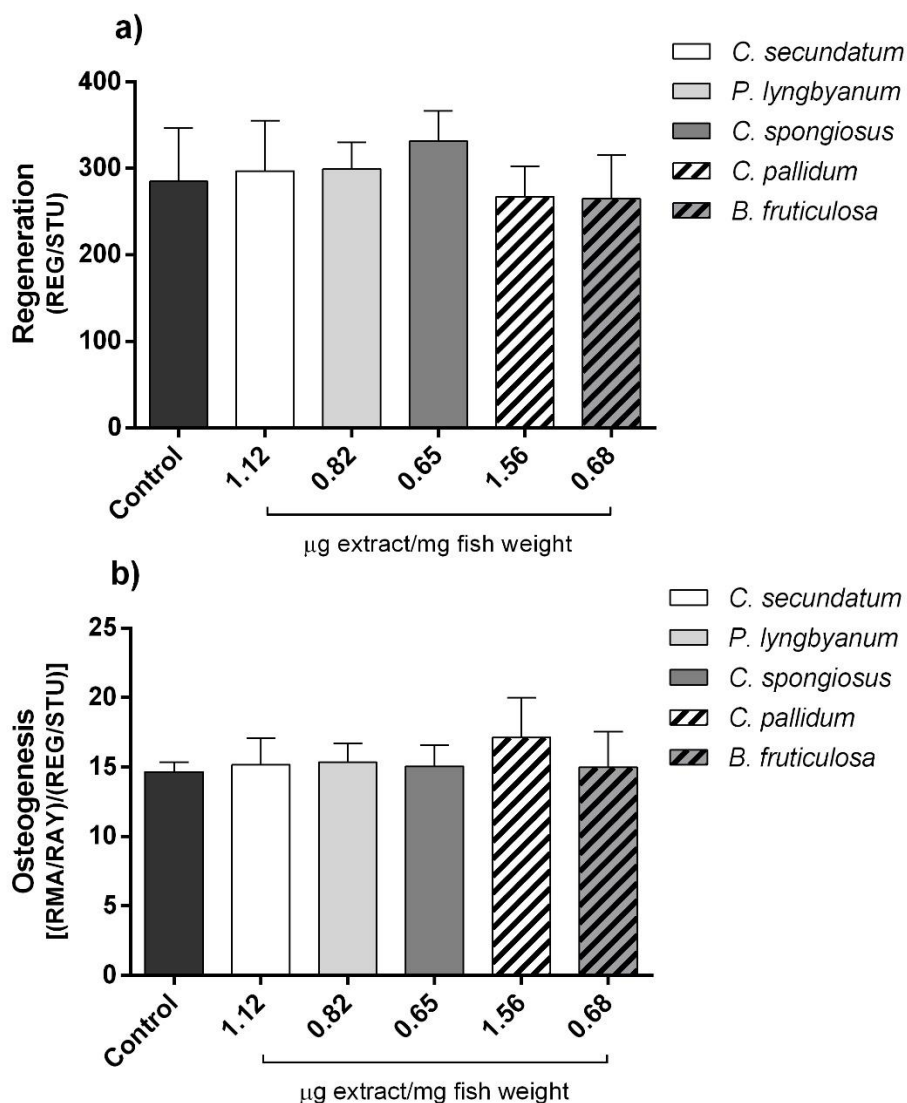 a)
Regeneration
(REG/STU)
400
300
200
100
0
Control
1.12
0.82
0.65
1.56
0.68
μg extract/mg fish weight
C. secundatum
P. lyngbyanum
C. spongiosus
C. pallidum
B. fruticulosa
b)
Osteogenesis
[(RMA/RAY)/(REG/STU)]
25
20
15
10
5
0
Control
1.12
0.82
0.65
1.56
0.68
μg extract/mg fish weight
C. secundatum
P. lyngbyanum
C. spongiosus
C. pallidum
B. fruticulosa